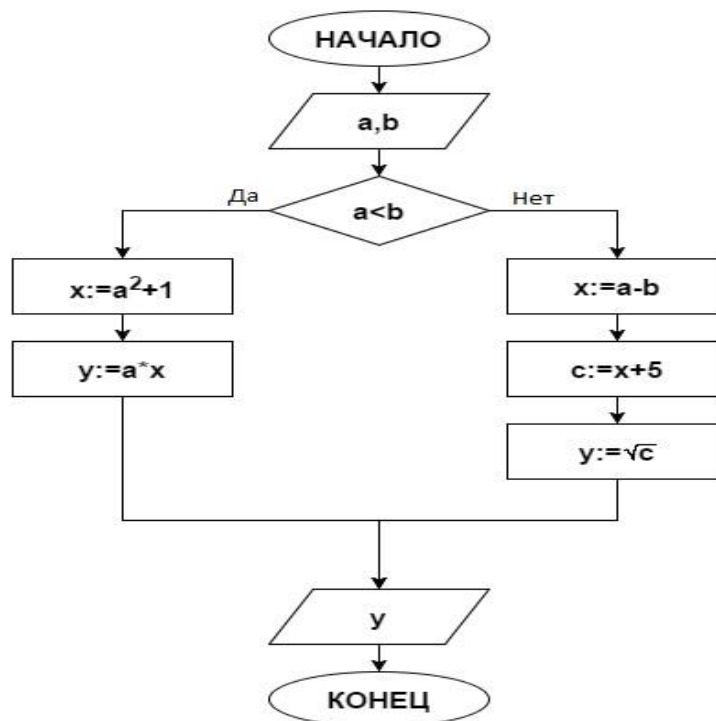 НАЧАЛО
a,b
a<b
Да
Нет
x:=a²+1
y:=a*x
x:=a-b
c:=x+5
y:=√c
y
КОНЕЦ